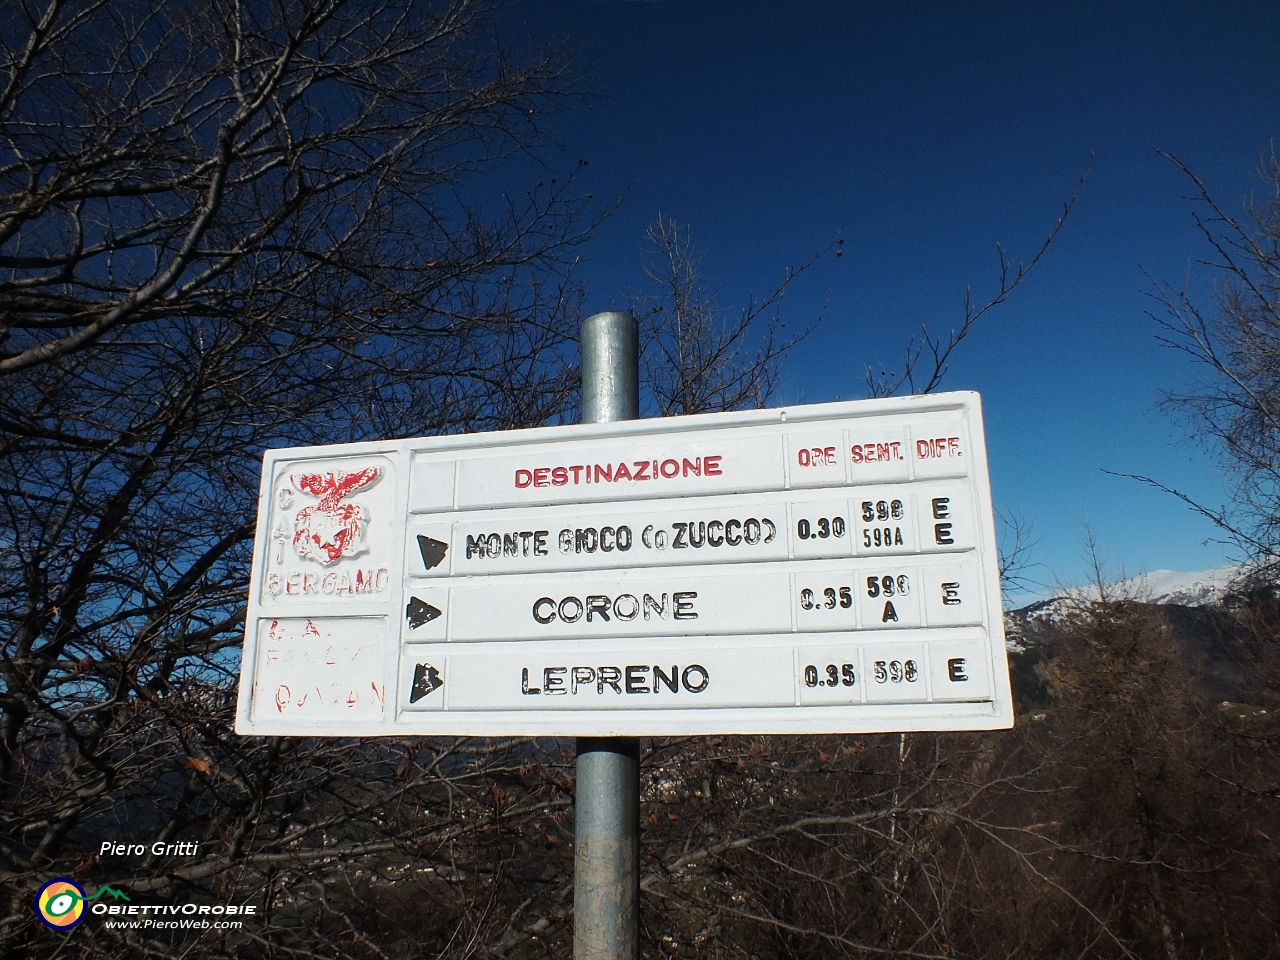 DESTINAZIONE ORE SENT. DIFF.
MONTE GIOCO (o ZUCCO) 0.30 598 E
598A E
CORONE 0.35 598 E
A
LEPRENO 0.35 598 E
CAI
BERGAMO
Piero Gritti
OBIETTIVOROBIE
www.PieroWeb.com